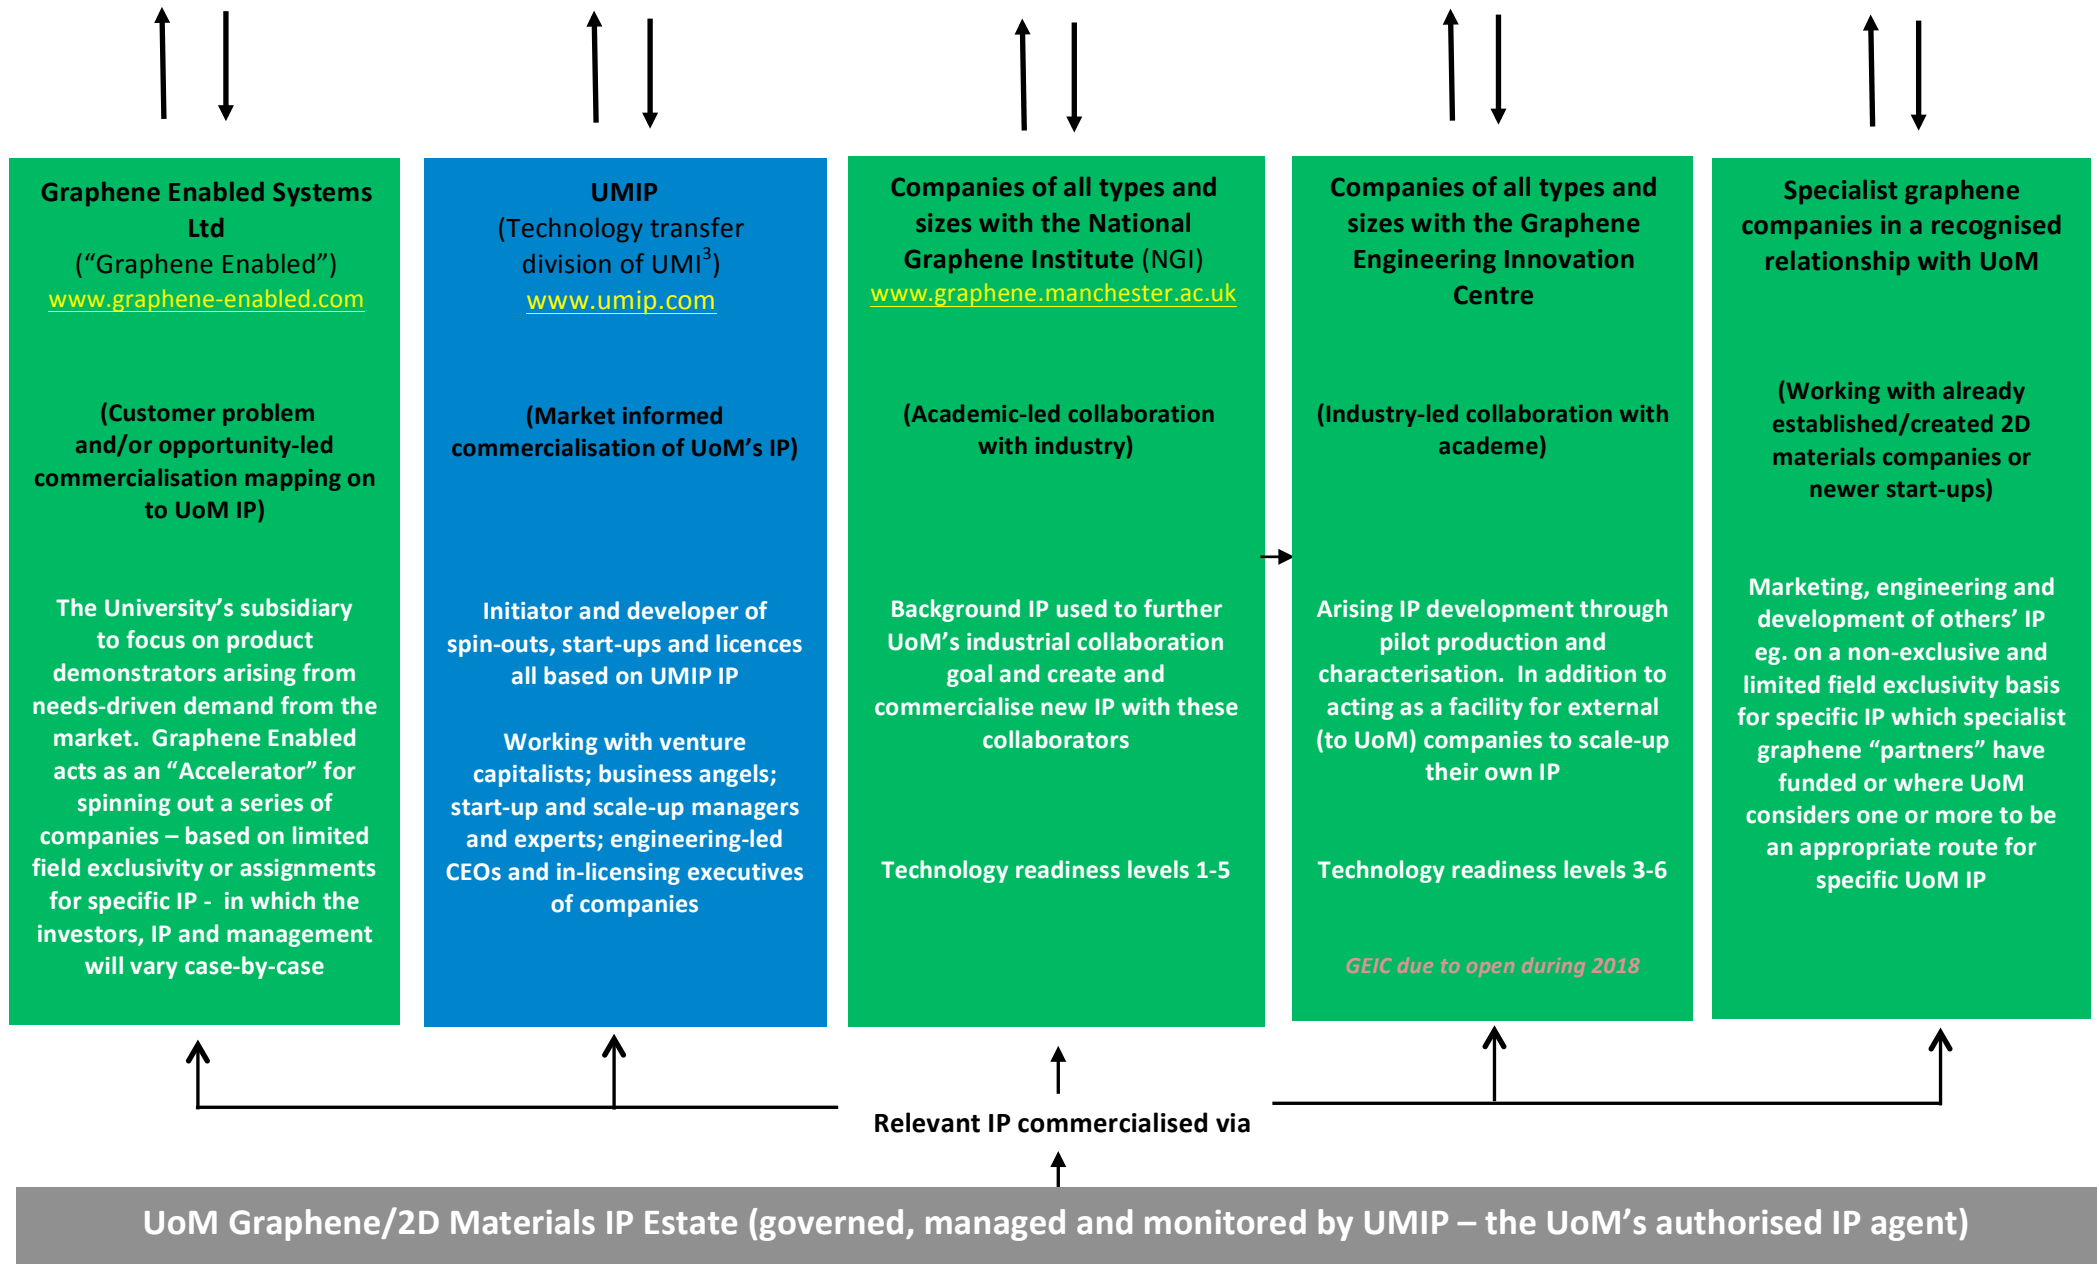 Graphene Enabled Systems
Ltd
(“Graphene Enabled”)
www.graphene-enabled.com
(Customer problem
and/or opportunity-led
commercialisation mapping on
to UoM IP)
The University’s subsidiary
to focus on product
demonstrators arising from
needs-driven demand from the
market.  Graphene Enabled
acts as an “Accelerator” for
spinning out a series of
companies – based on limited
field exclusivity or assignments
for specific IP -  in which the
investors, IP and management
will vary case-by-case
UMIP
(Technology transfer
division of UMI³)
www.umip.com
(Market informed
commercialisation of UoM’s IP)
Initiator and developer of
spin-outs, start-ups and licences
all based on UMIP IP
Working with venture
capitalists; business angels;
start-up and scale-up managers
and experts; engineering-led
CEOs and in-licensing executives
of companies
Companies of all types and
sizes with the National
Graphene Institute (NGI)
www.graphene.manchester.ac.uk
(Academic-led collaboration
with industry)
Background IP used to further
UoM’s industrial collaboration
goal and create and
commercialise new IP with these
collaborators
Technology readiness levels 1-5
Companies of all types and
sizes with the Graphene
Engineering Innovation
Centre
(Industry-led collaboration with
academe)
Arising IP development through
pilot production and
characterisation.  In addition to
acting as a facility for external
(to UoM) companies to scale-up
their own IP
Technology readiness levels 3-6
GEIC due to open during 2018
Specialist graphene
companies in a recognised
relationship with UoM
(Working with already
established/created 2D
materials companies or
newer start-ups)
Marketing, engineering and
development of others’ IP
eg. on a non-exclusive and
limited field exclusivity basis
for specific IP which specialist
graphene “partners” have
funded or where UoM
considers one or more to be
an appropriate route for
specific UoM IP
Relevant IP commercialised via
UoM Graphene/2D Materials IP Estate (governed, managed and monitored by UMIP – the UoM’s authorised IP agent)